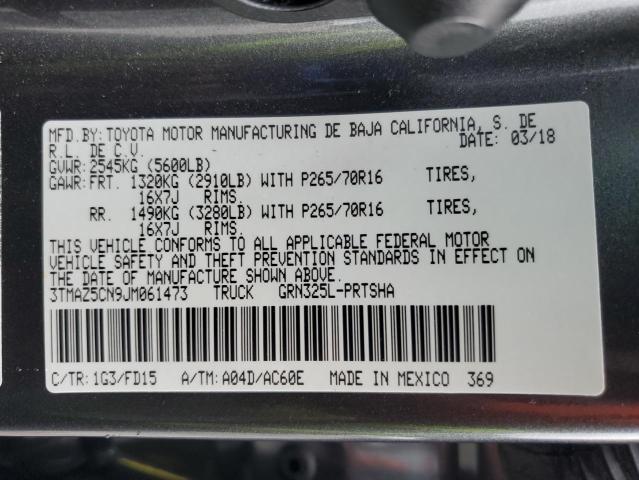 MFD.BY:TOYOTA MOTOR MANUFACTURING DE BAJA CALIFORNIA, S. DE
R.L. DE C.V. DATE: 03/18
GVWR: 2545KG (5600LB)
GAWR:FRT. 1320KG (2910LB) WITH P265/70R16 TIRES,
16X7J RIMS.
RR. 1490KG (3280LB) WITH P265/70R16 TIRES,
16X7J RIMS.
THIS VEHICLE CONFORMS TO ALL APPLICABLE FEDERAL MOTOR
VEHICLE SAFETY AND THEFT PREVENTION STANDARDS IN EFFECT ON
THE DATE OF MANUFACTURE SHOWN ABOVE.
3TMAZ5CN9JM061473 TRUCK GRN325L-PRTSHA
C/TR:1G3/FD15 A/TM:A04D/AC60E MADE IN MEXICO 369